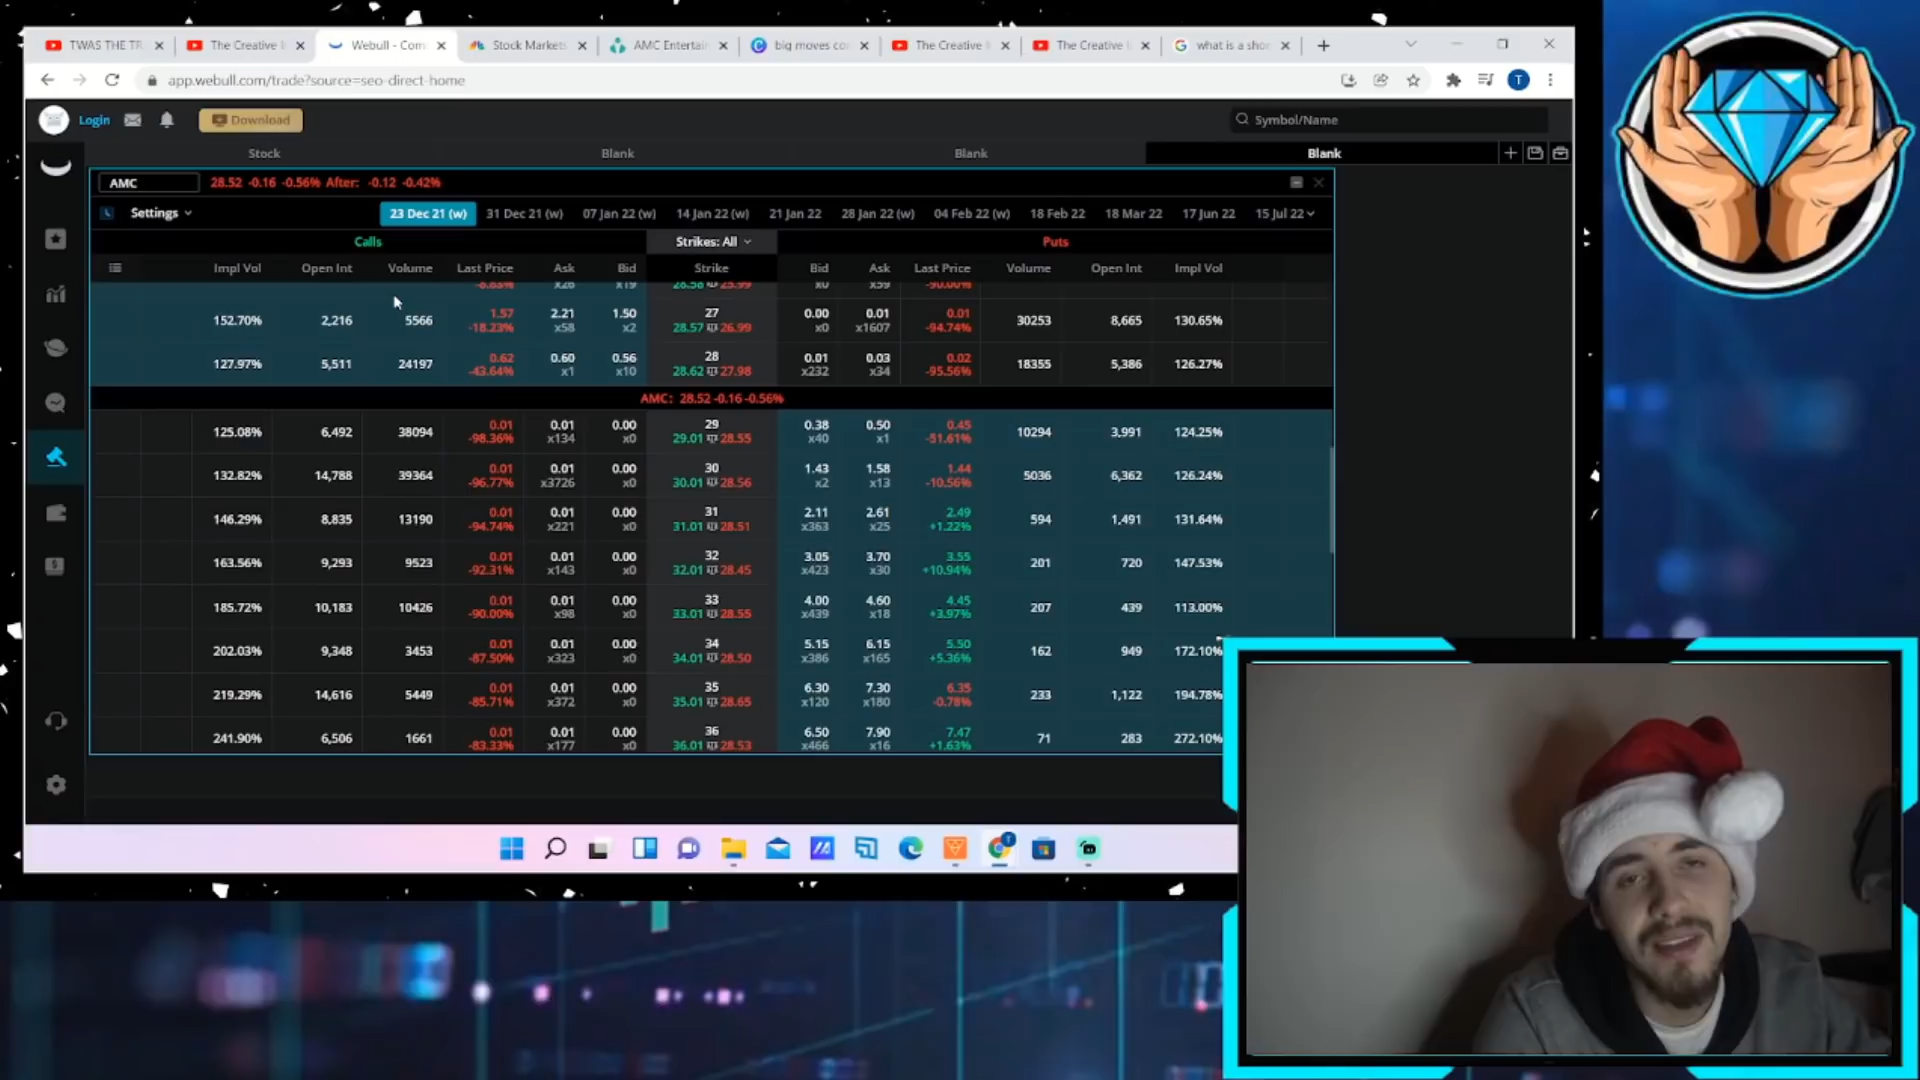 TWAS THE TR
The Creative I
Webull - Com
Stock Markets
AMC Entertain
big moves co
The Creative I
The Creative I
what is a shor
app.webull.com/trade?source=seo-direct-home
T
Login
Download
Symbol/Name
Stock
Blank
Blank
Blank
AMC
28.52 -0.16 -0.56% After: -0.12 -0.42%
Settings
23 Dec 21 (w)
31 Dec 21 (w)
07 Jan 22 (w)
14 Jan 22 (w)
21 Jan 22
28 Jan 22 (w)
04 Feb 22 (w)
18 Feb 22
18 Mar 22
17 Jun 22
15 Jul 22
Calls
Strikes: All
Puts
Impl Vol Open Int Volume Last Price Ask Bid Strike Bid Ask Last Price Volume Open Int Impl Vol
-8.83% x26 x19 28.58 25.99 x0 x59 -90.00%
152.70% 2,216 5566 1.57 2.21 1.50 27 0.00 0.01 0.01 30253 8,665 130.65%
-18.23% x58 x2 28.57 26.99 x0 x1607 -94.74%
127.97% 5,511 24197 0.62 0.60 0.56 28 0.01 0.03 0.02 18355 5,386 126.27%
-43.64% x1 x10 28.62 27.98 x232 x34 -95.56%
AMC: 28.52 -0.16 -0.56%
125.08% 6,492 38094 0.01 0.01 0.00 29 0.38 0.50 0.45 10294 3,991 124.25%
-98.36% x134 x0 29.01 28.55 x40 x1 -51.61%
132.82% 14,788 39364 0.01 0.01 0.00 30 1.43 1.58 1.44 5036 6,362 126.24%
-96.77% x3726 x0 30.01 28.56 x2 x13 -10.56%
146.29% 8,835 13190 0.01 0.01 0.00 31 2.11 2.61 2.49 594 1,491 131.64%
-94.74% x221 x0 31.01 28.51 x363 x25 +1.22%
163.56% 9,293 9523 0.01 0.01 0.00 32 3.05 3.70 3.55 201 720 147.53%
-92.31% x143 x0 32.01 28.45 x423 x30 +10.94%
185.72% 10,183 10426 0.01 0.01 0.00 33 4.00 4.60 4.45 207 439 113.00%
-90.00% x98 x0 33.01 28.55 x439 x18 +3.97%
202.03% 9,348 3453 0.01 0.01 0.00 34 5.15 6.15 5.50 162 949 172.10%
-87.50% x323 x0 34.01 28.50 x386 x165 +5.36%
219.29% 14,616 5449 0.01 0.01 0.00 35 6.30 7.30 6.35 233 1,122 194.78%
-85.71% x372 x0 35.01 28.65 x120 x180 -0.78%
241.90% 6,506 1661 0.01 0.01 0.00 36 6.50 7.90 7.47 71 283 272.10%
-83.33% x177 x0 36.01 28.53 x466 x16 +1.63%